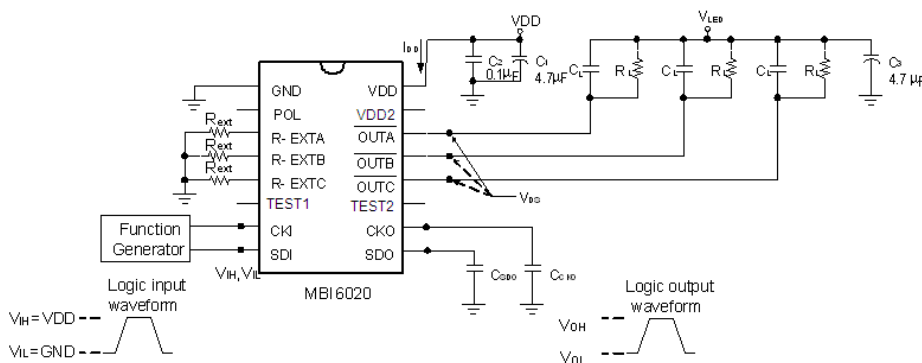 VDD
VLED
IDD
C2
0.1µF
C1
4.7µF
CL
RL
CL
RL
CL
RL
C3
4.7 µF
GND
VDD
POL
VDD2
Rext
R- EXTA
OUTA
Rext
R- EXTB
OUTB
Rext
R- EXTC
OUTC
TEST1
TEST2
VDS
Function
Generator
CKI
CKO
SDI
SDO
VIH,VIL
CSDO
CCKO
MBI6020
Logic input
waveform
VIH=VDD
VIL=GND
Logic output
waveform
VOH
VOL